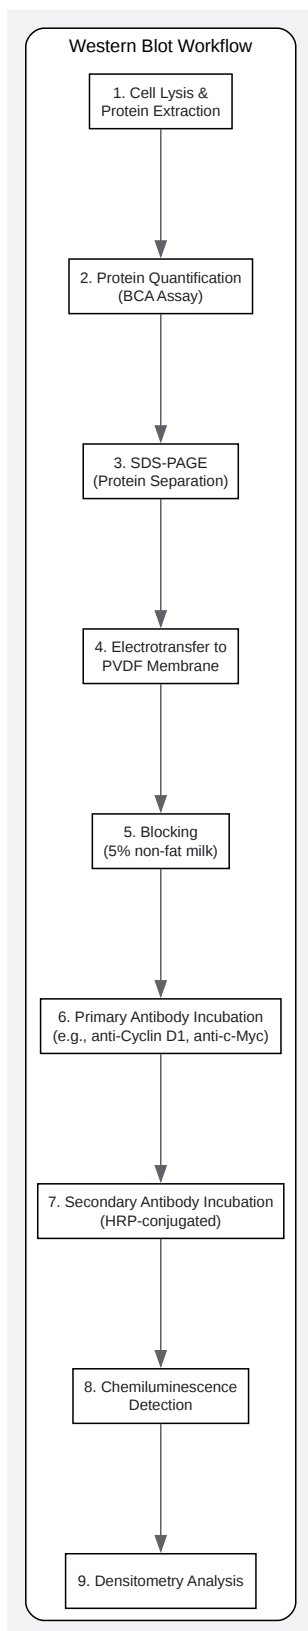 Western Blot Workflow
1. Cell Lysis &
Protein Extraction
2. Protein Quantification
(BCA Assay)
3. SDS-PAGE
(Protein Separation)
4. Electrotransfer to
PVDF Membrane
5. Blocking
(5% non-fat milk)
6. Primary Antibody Incubation
(e.g., anti-Cyclin D1, anti-c-Myc)
7. Secondary Antibody Incubation
(HRP-conjugated)
8. Chemiluminescence
Detection
9. Densitometry Analysis